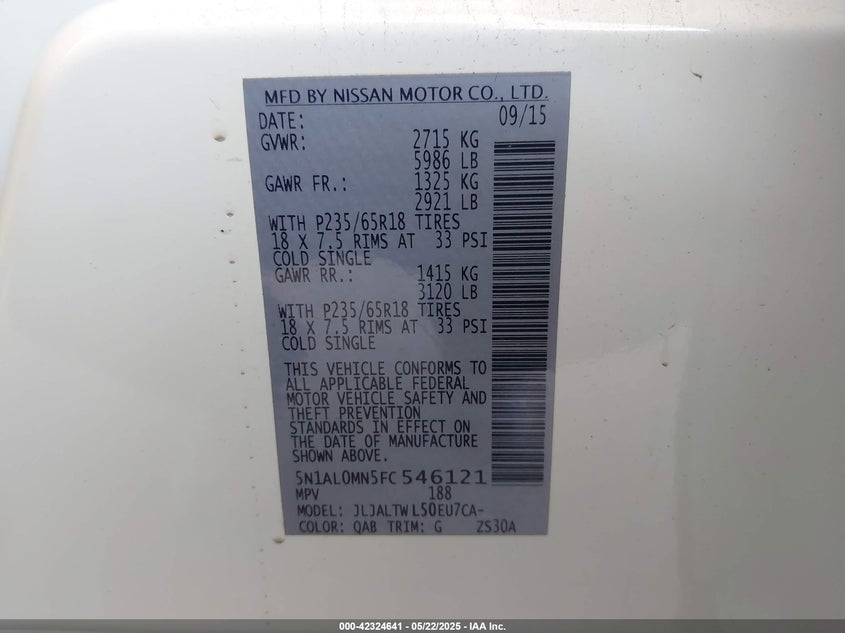 MFD BY NISSAN MOTOR CO., LTD.
DATE: 09/15
GVWR: 2715 KG
5986 LB
GAWR FR.: 1325 KG
2921 LB
WITH P235/65R18 TIRES
18 X 7.5 RIMS AT 33 PSI
COLD SINGLE
GAWR RR.: 1415 KG
3120 LB
WITH P235/65R18 TIRES
18 X 7.5 RIMS AT 33 PSI
COLD SINGLE
THIS VEHICLE CONFORMS TO
ALL APPLICABLE FEDERAL
MOTOR VEHICLE SAFETY AND
THEFT PREVENTION
STANDARDS IN EFFECT ON
THE DATE OF MANUFACTURE
SHOWN ABOVE.
5N1AL0MN5FC546121
MPV 188
MODEL: JLJALTWL50EU7CA-
COLOR: QAB TRIM: G ZS30A
000-42324641 - 05/22/2025 - IAA Inc.